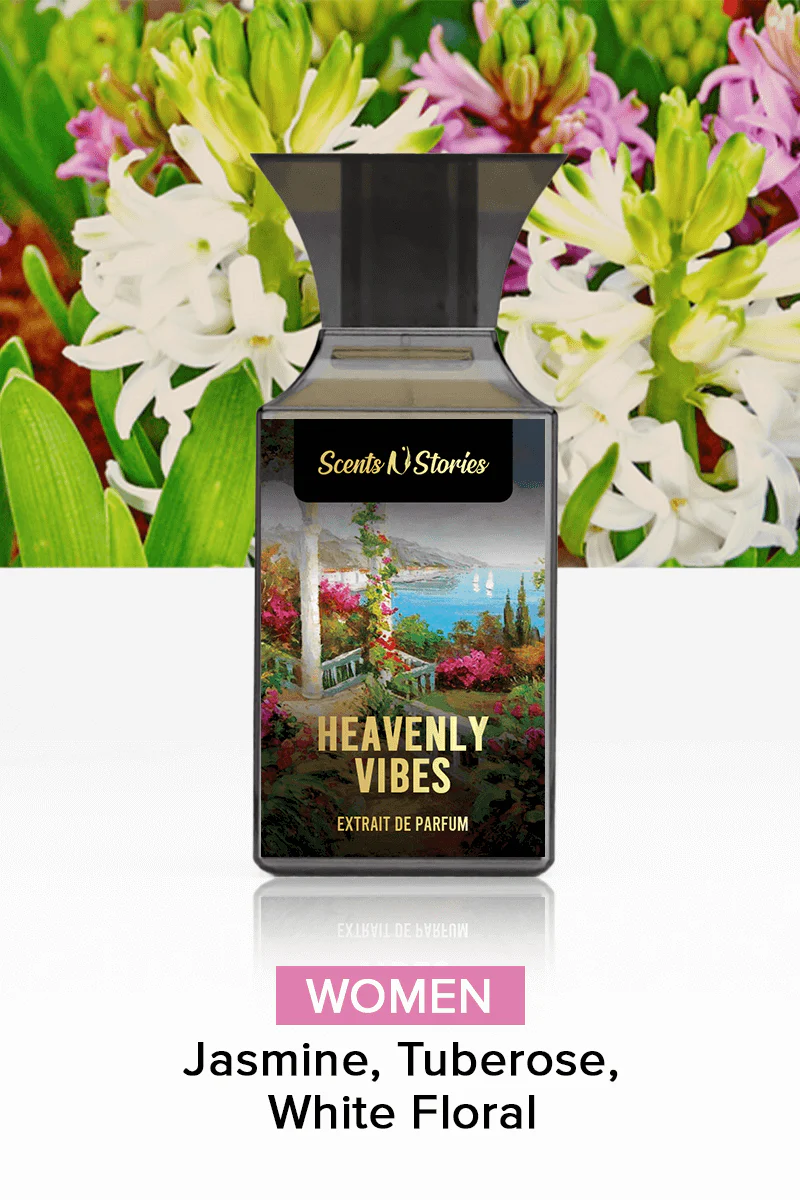 Scents N Stories
HEAVENLY
VIBES
EXTRAIT DE PARFUM
EXTRAIT DE PARFUM
WOMEN
Jasmine, Tuberose,
White Floral